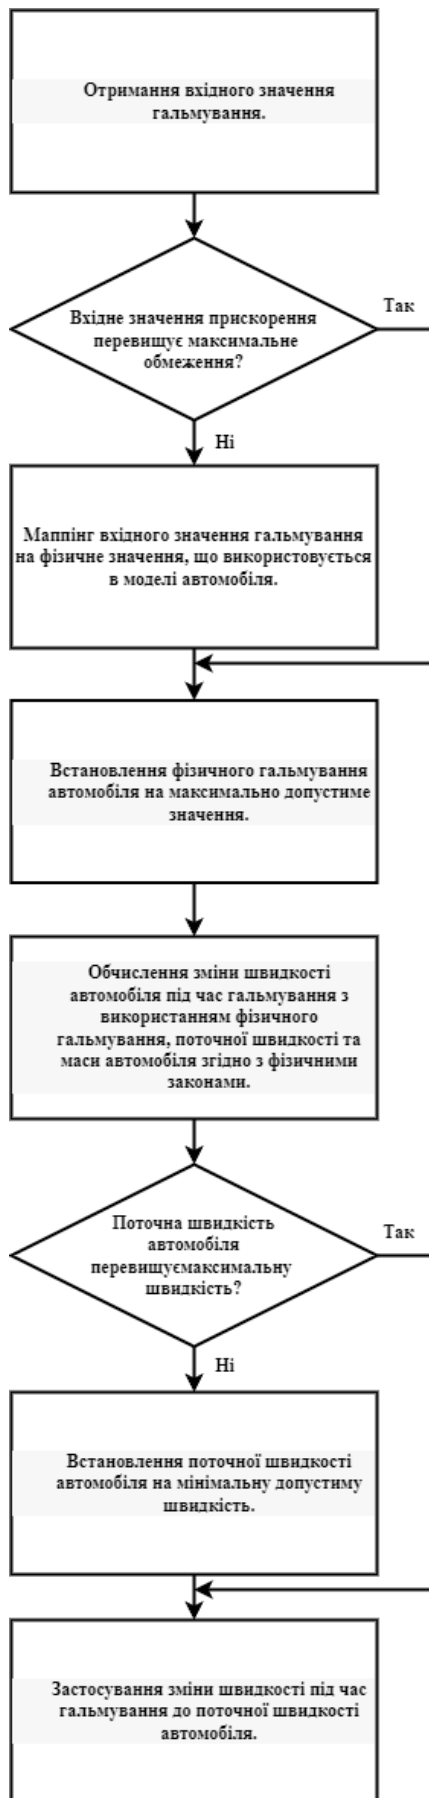 Отримання вхідного значення
гальмування.
Вхідне значення прискорення
перевищує максимальне
обмеження?
Так
Ні
Маппінг вхідного значення гальмування
на фізичне значення, що використовується
в моделі автомобіля.
Встановлення фізичного гальмування
автомобіля на максимально допустиме
значення.
Обчислення зміни швидкості
автомобіля під час гальмування з
використанням фізичного
гальмування, поточної швидкості та
маси автомобіля згідно з фізичними
законами.
Поточна швидкість
автомобіля
перевищуємаксимальну
швидкість?
Так
Ні
Встановлення поточної швидкості
автомобіля на мінімальну допустиму
швидкість.
Застосування зміни швидкості під час
гальмування до поточної швидкості
автомобіля.